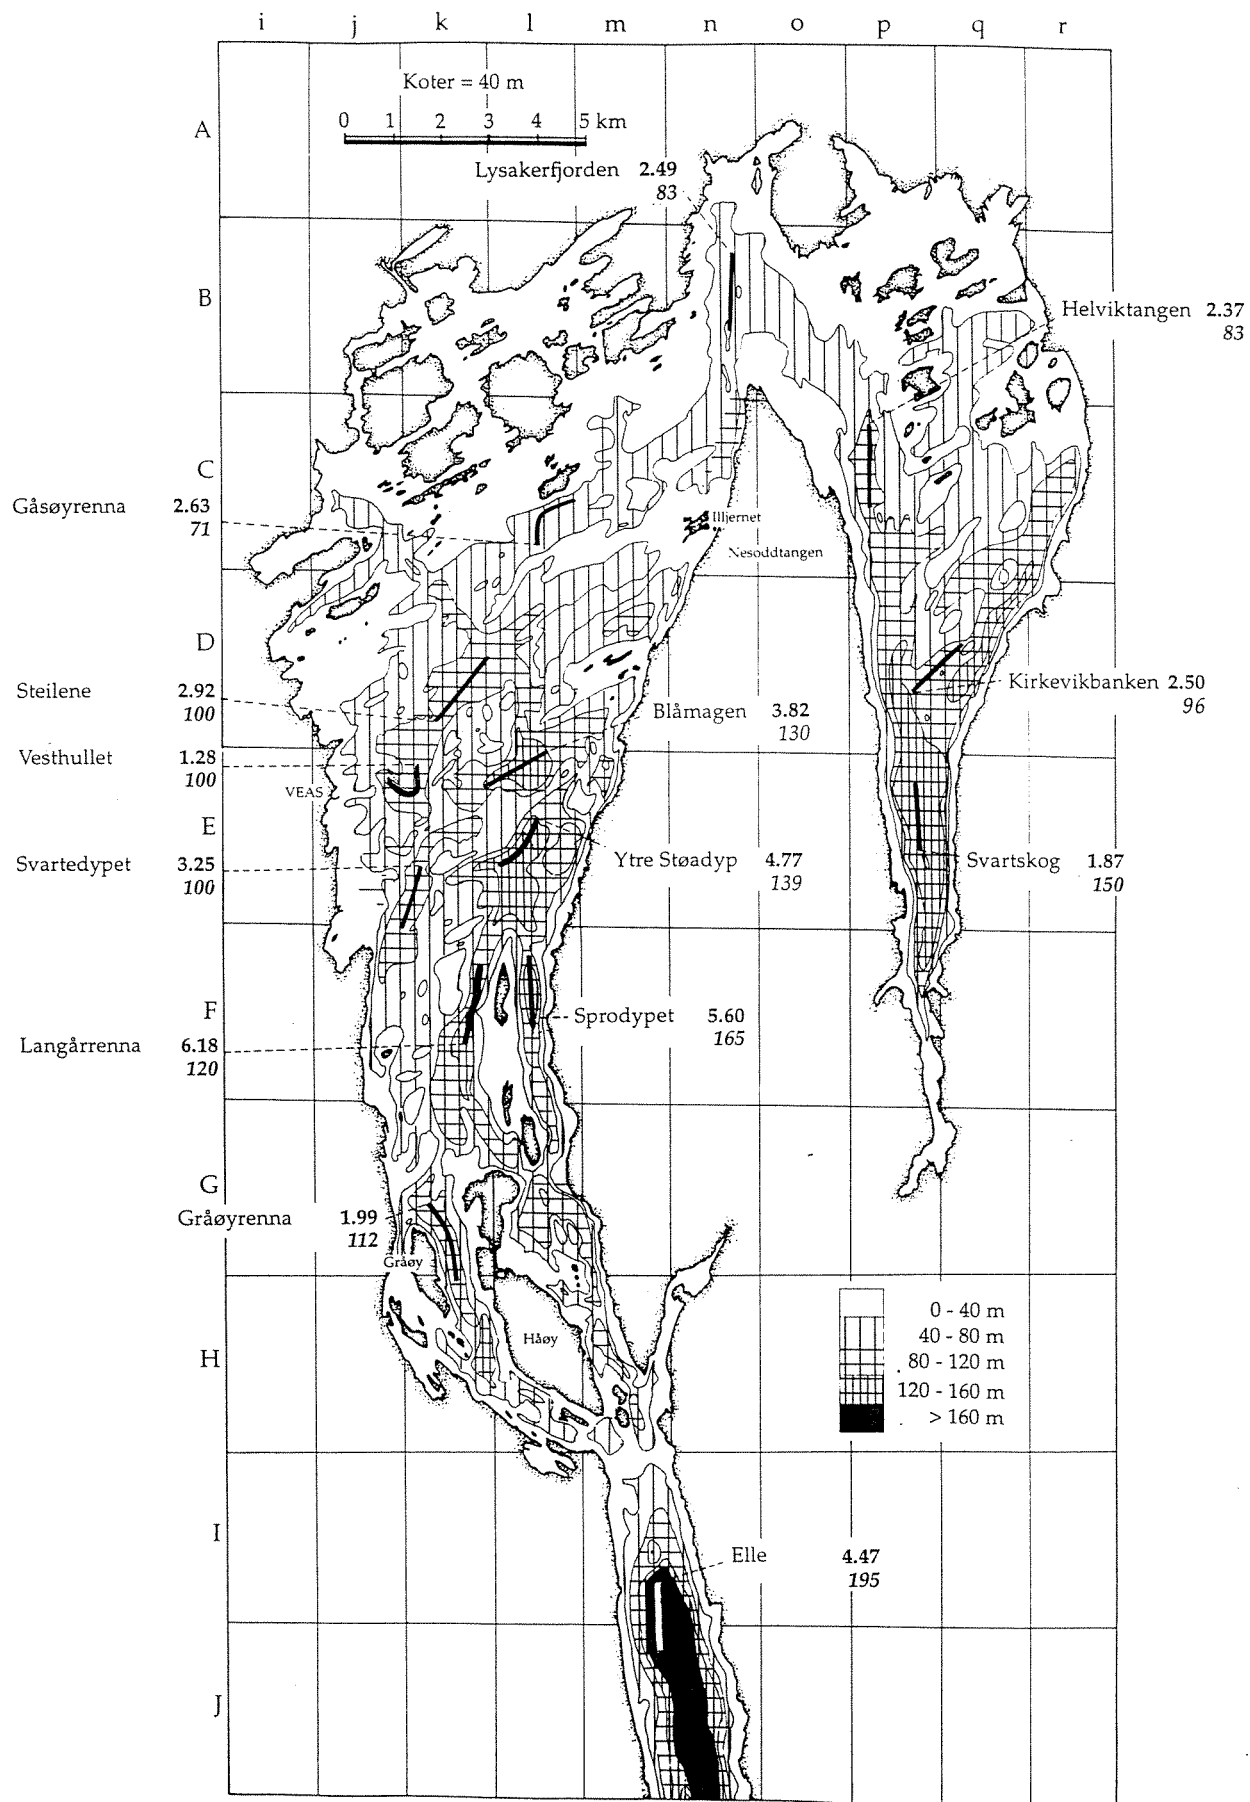 i j k l m n o p q r
Koter = 40 m
A
0 1 2 3 4 5 km
Lysakerfjorden 2.49
83
B
Helviktangen 2.37
83
C
Gåsøyrenna 2.63
71
Illjernet
Nesoddtangen
D
Steilene 2.92
100
Kirkevikbanken 2.50
96
Blåmagen 3.82
130
Vesthullet 1.28
100
VEAS
E
Svartedypet 3.25
100
Ytre Støadyp 4.77
139
Svartskog 1.87
150
F
Sprodypet 5.60
165
Langårrenna 6.18
120
G
Gråøyrenna 1.99
112
Gråøy
Håøy
H
0 - 40 m
40 - 80 m
80 - 120 m
120 - 160 m
> 160 m
I
Elle 4.47
195
J